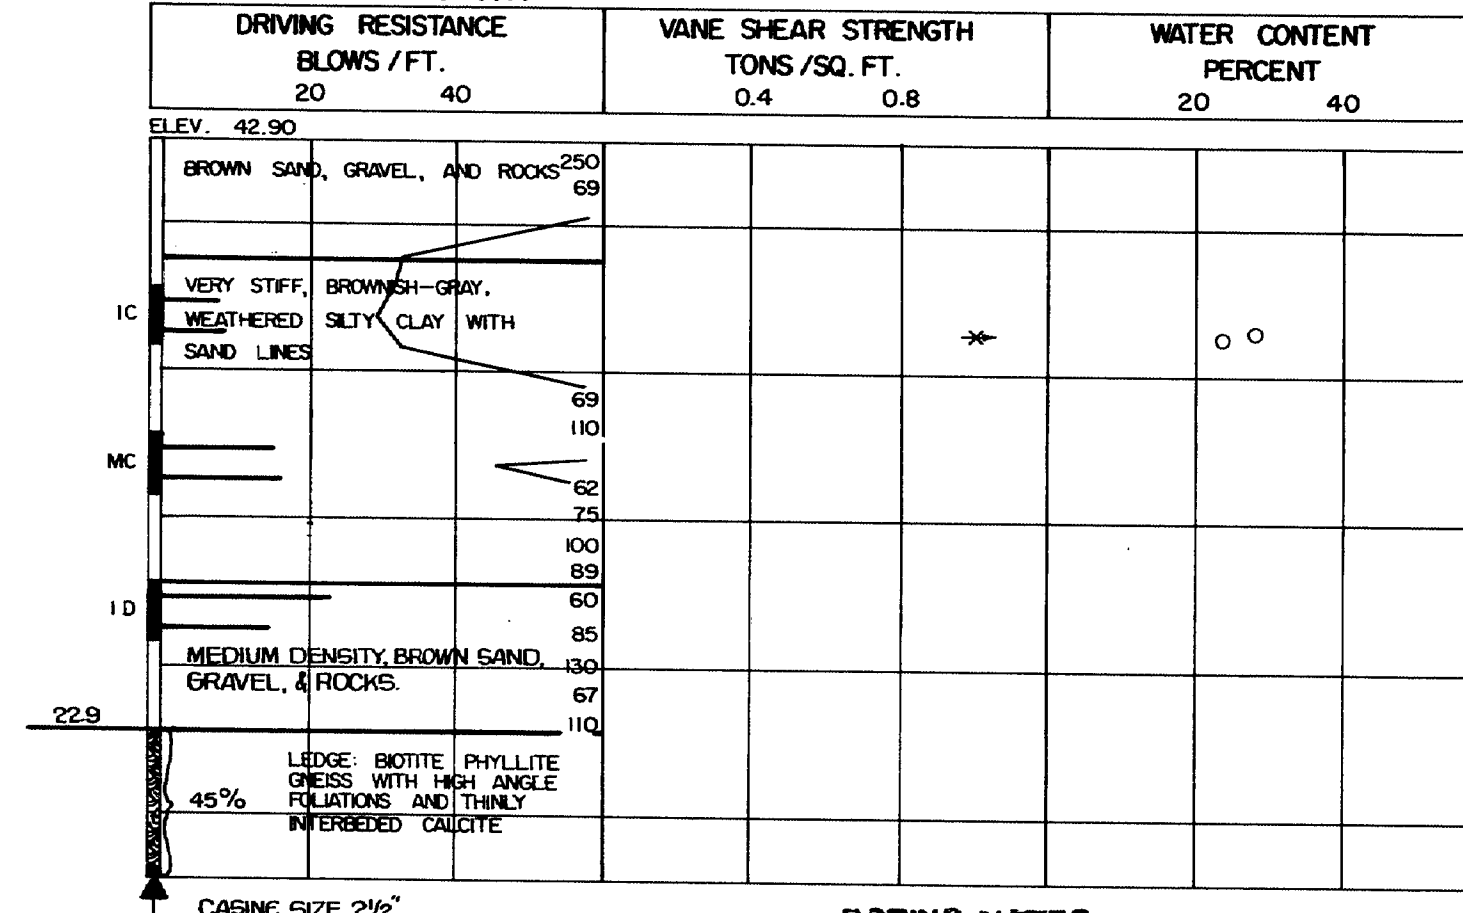 DRIVING RESISTANCE
BLOWS / FT.
20 40
VANE SHEAR STRENGTH
TONS / SQ. FT.
0.4 0.8
WATER CONTENT
PERCENT
20 40
ELEV. 42.90
BROWN SAND, GRAVEL, AND ROCKS
250
69
VERY STIFF, BROWNISH-GRAY,
WEATHERED SILTY CLAY WITH
SAND LINES
1C
69
110
MC
62
75
100
89
60
1D
85
MEDIUM DENSITY, BROWN SAND,
130
GRAVEL, & ROCKS.
67
22.9
110
LEDGE: BIOTITE PHYLLITE
GNEISS WITH HIGH ANGLE
45% FOLIATIONS AND THINLY
INTERBEDED CALCITE
CASING SIZE 2½"